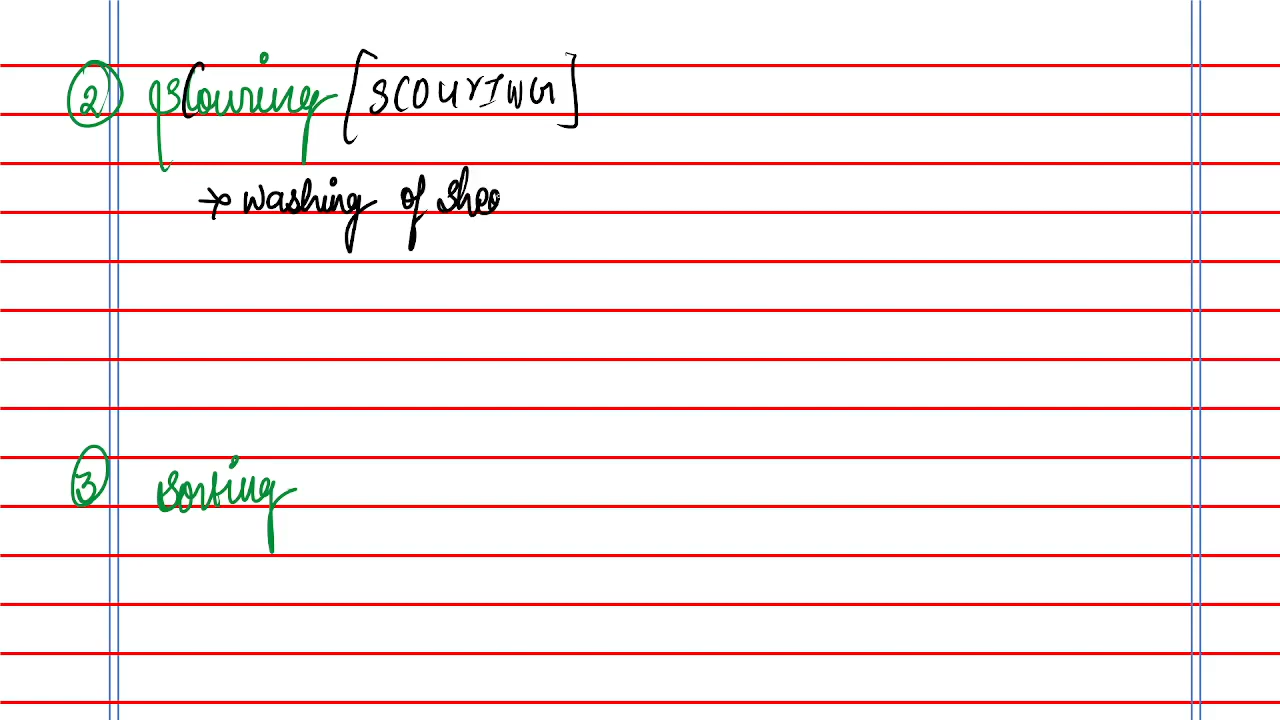 ② scouring [SCOURING]
→ washing of shee
③ sorting